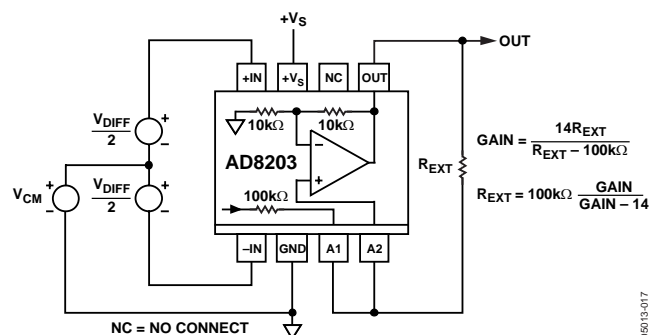 +VS
OUT
+IN
+VS
NC
OUT
10kΩ
10kΩ
AD8203
100kΩ
VDIFF
2
VCM
VDIFF
2
REXT
GAIN = 14REXT
REXT – 100kΩ
REXT = 100kΩ GAIN
GAIN – 14
–IN
GND
A1
A2
NC = NO CONNECT
05013-017